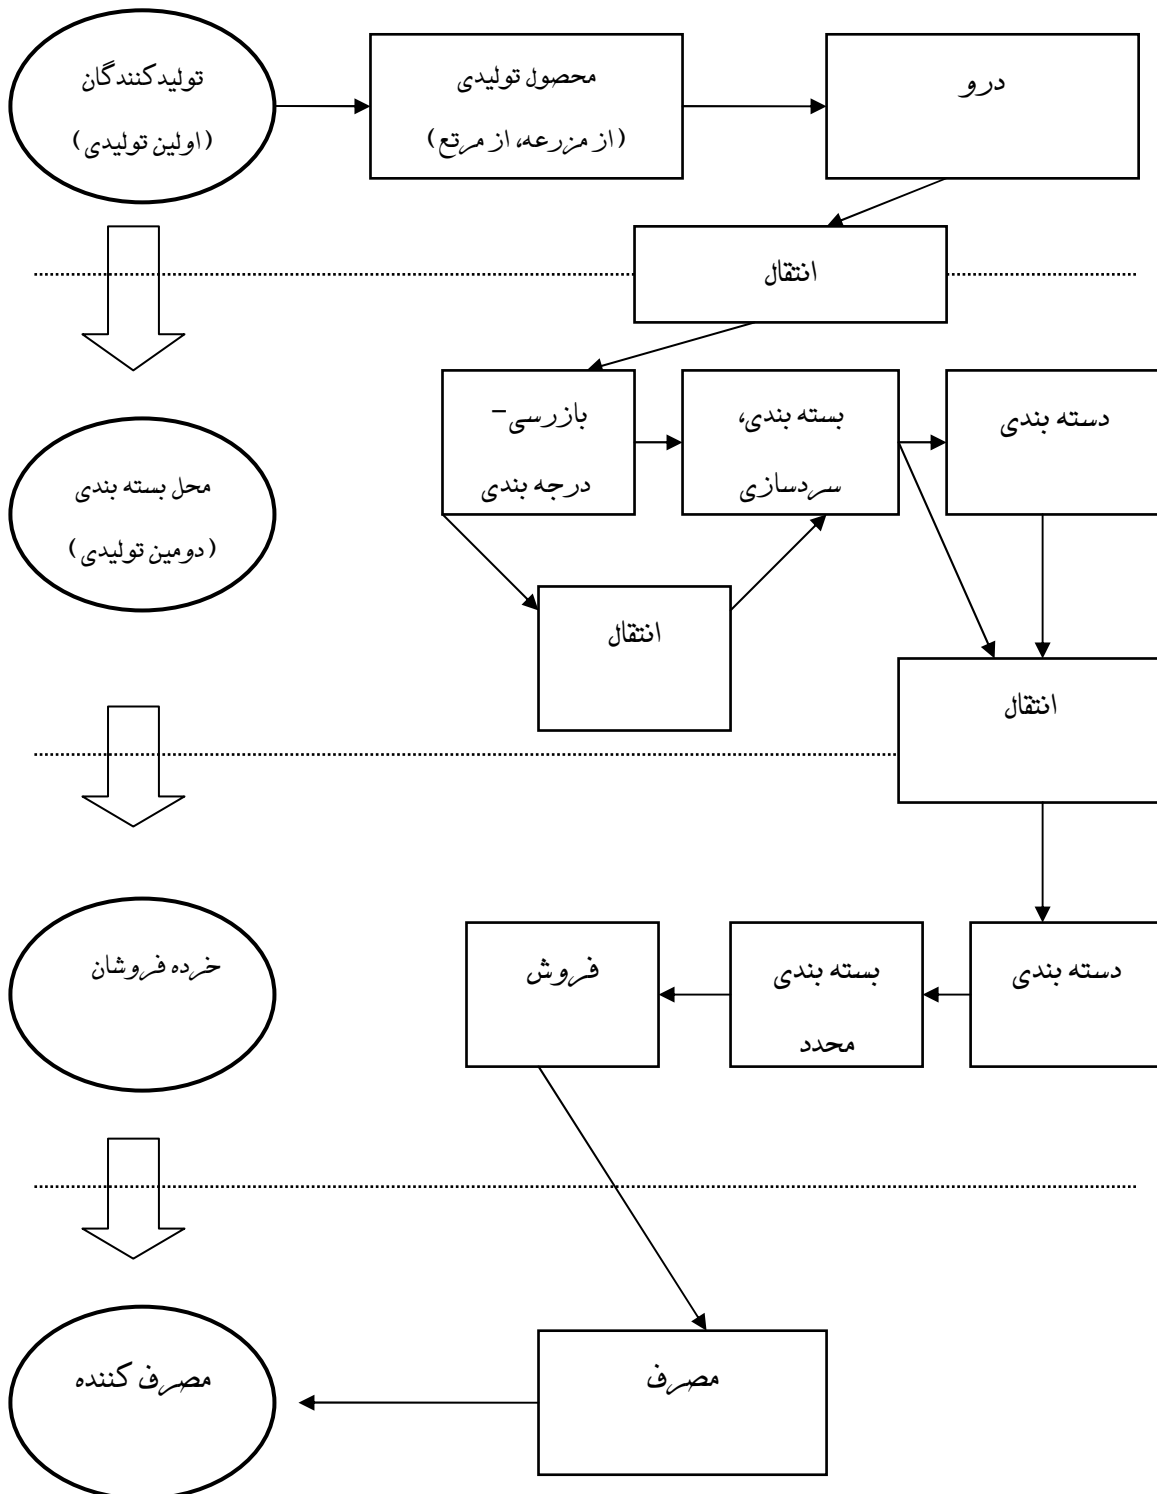 تولیدکنندگان
(اولین تولیدی)
محصول تولیدی
(از مزرعه، از مرتع)
درو
انتقال
محل بسته بندی
(دومین تولیدی)
بازرسی-
درجه بندی
بسته بندی،
سردسازی
دسته بندی
انتقال
انتقال
خرده فروشان
دسته بندی
بسته بندی
محدد
فروش
مصرف کننده
مصرف